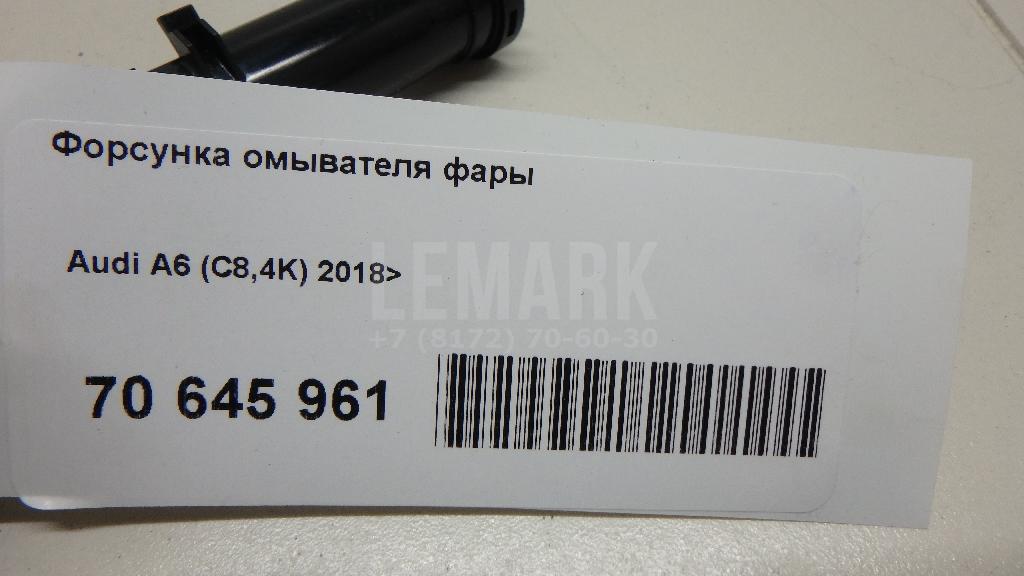 Форсунка омывателя фары
Audi A6 (C8,4K) 2018>
LEMARK
+7 (8172) 70-60-30
70 645 961